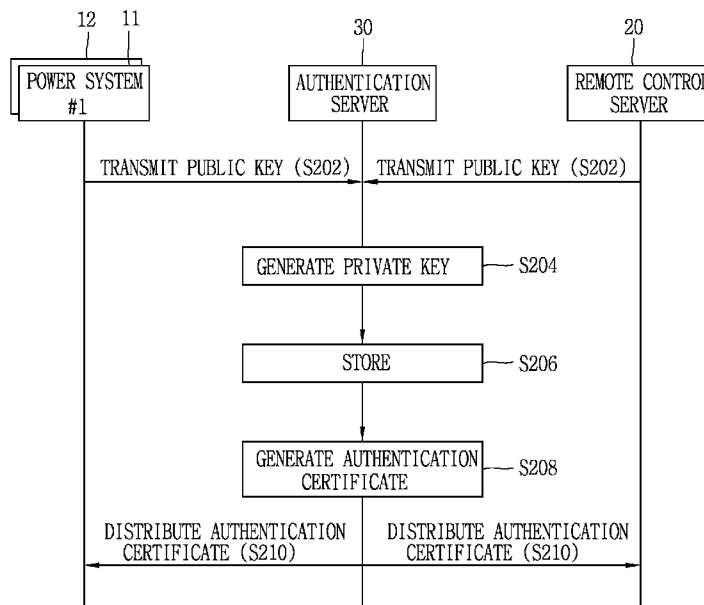 12
11
30
20
POWER SYSTEM
#1
AUTHENTICATION
SERVER
REMOTE CONTROL
SERVER
TRANSMIT PUBLIC KEY (S202)
TRANSMIT PUBLIC KEY (S202)
GENERATE PRIVATE KEY
S204
STORE
S206
GENERATE AUTHENTICATION
CERTIFICATE
S208
DISTRIBUTE AUTHENTICATION
CERTIFICATE (S210)
DISTRIBUTE AUTHENTICATION
CERTIFICATE (S210)